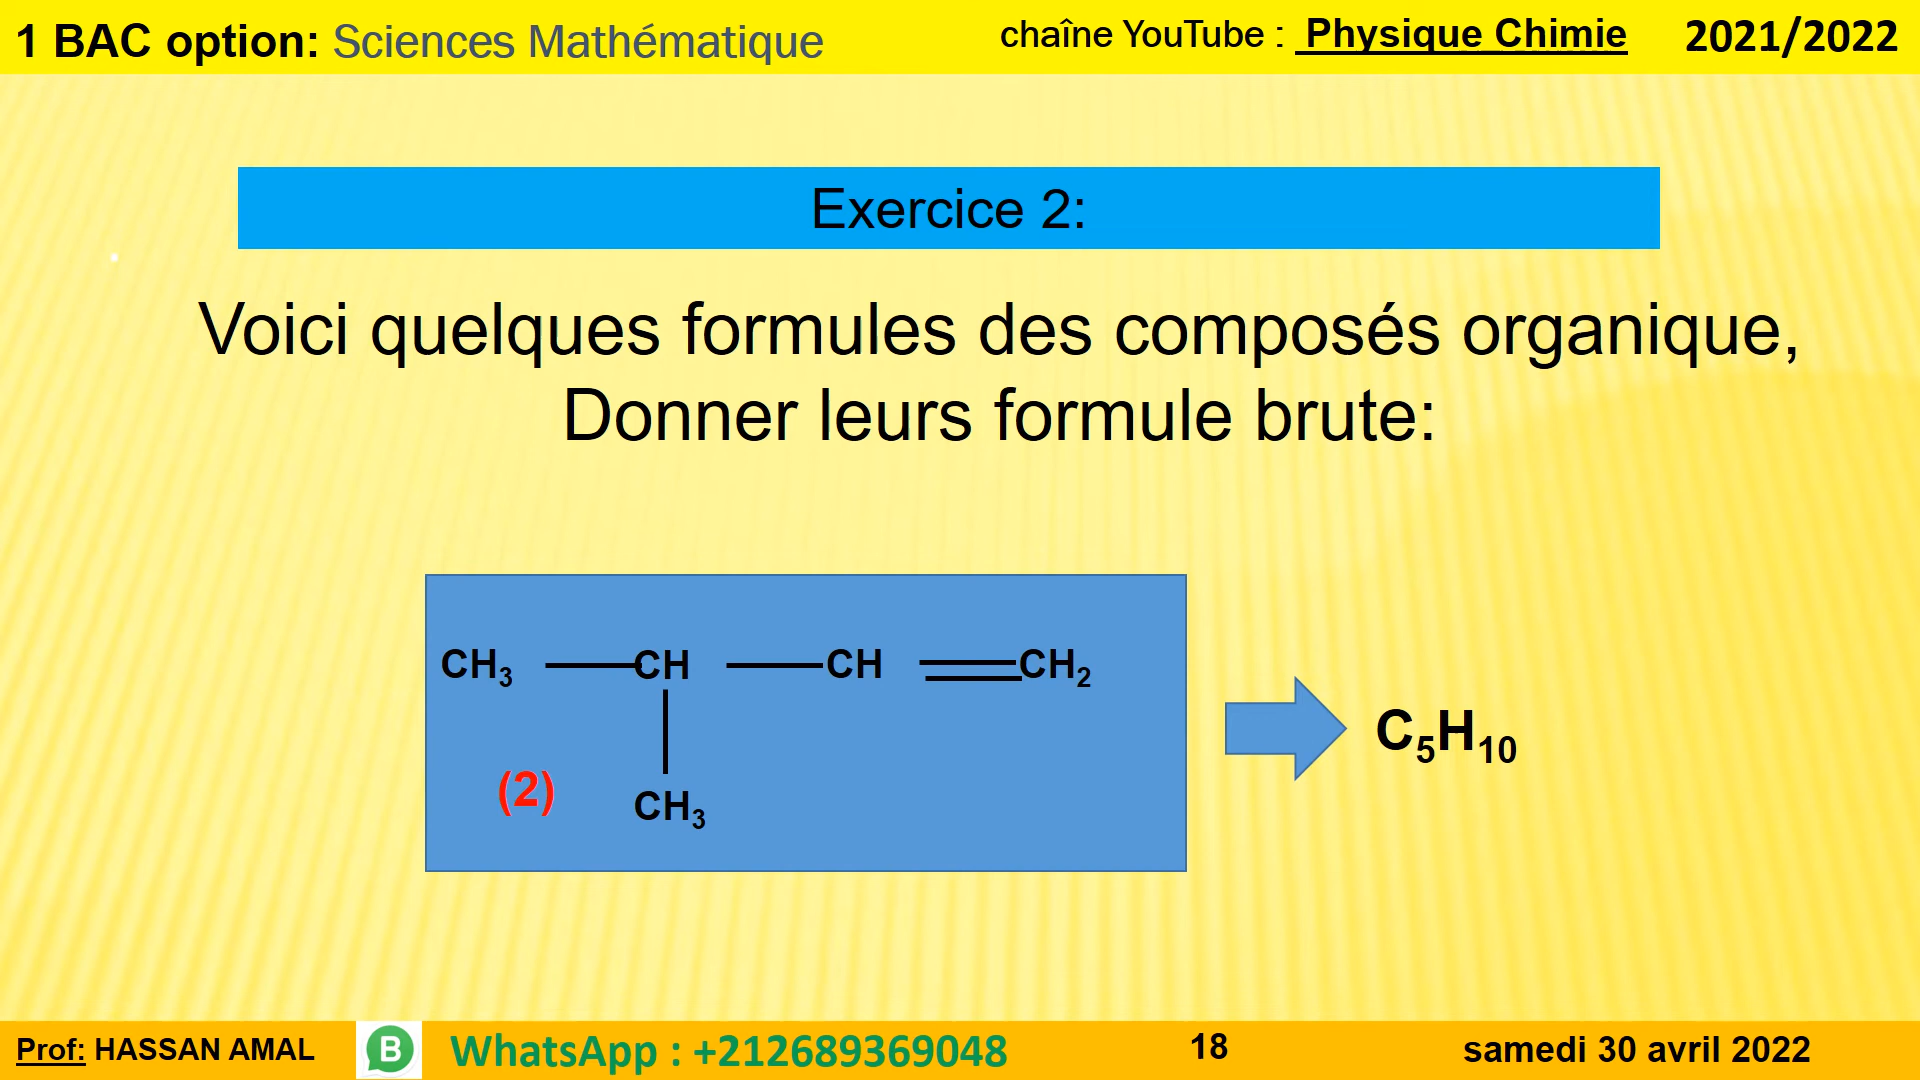 1 BAC option: Sciences Mathématique chaîne YouTube : Physique Chimie 2021/2022
Exercice 2:
Voici quelques formules des composés organique,
Donner leurs formule brute:
CH₃ — CH — CH = CH₂
C₅H₁₀
(2) CH₃
Prof: HASSAN AMAL B WhatsApp : +212689369048 18 samedi 30 avril 2022